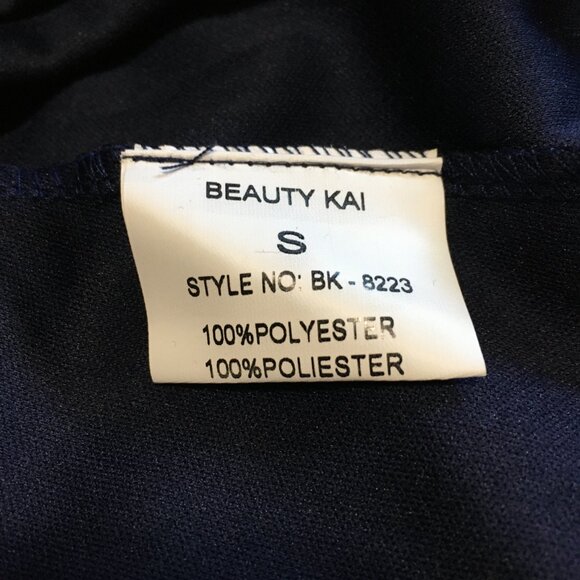 BEAUTY KAI
S
STYLE NO: BK - 8223
100%POLYESTER
100%POLIESTER